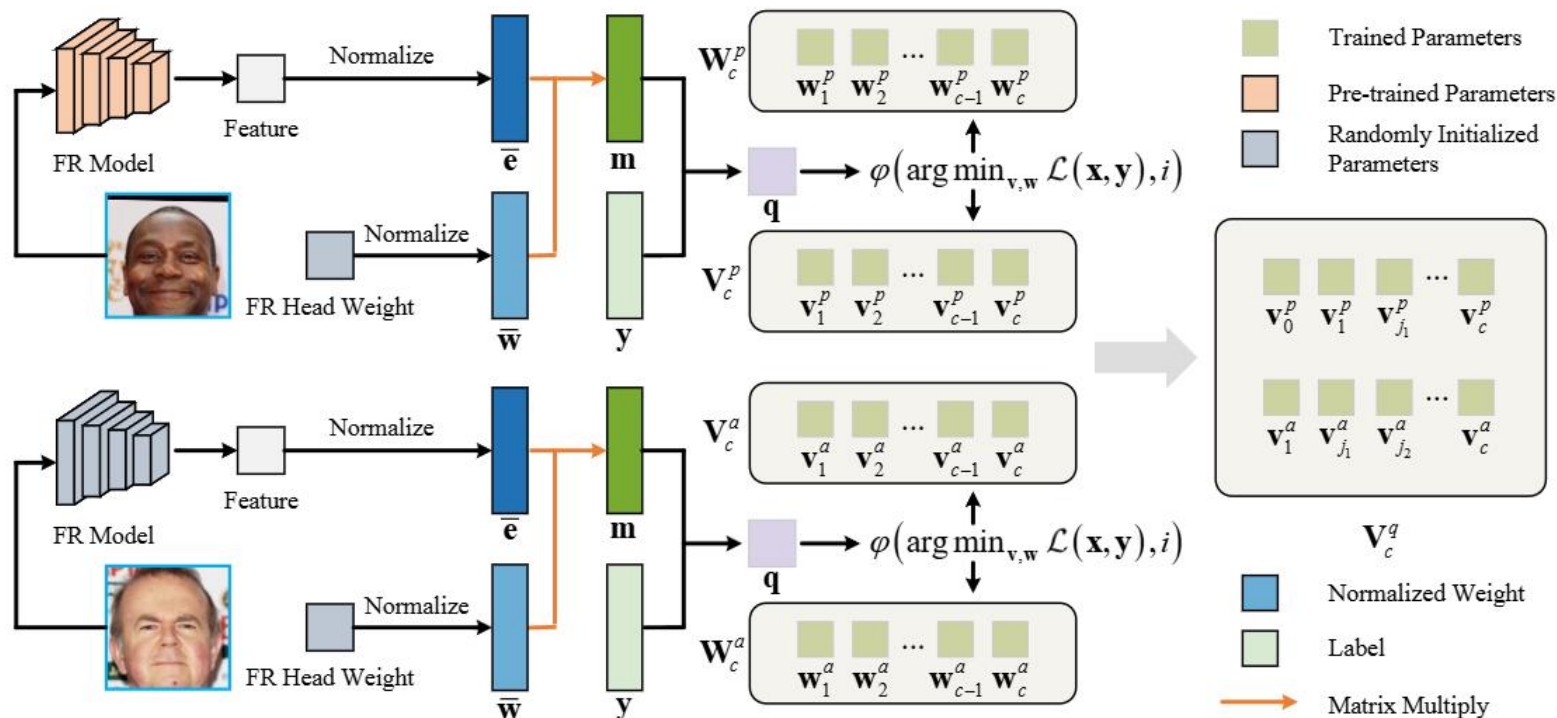 Normalize
Feature
FR Model
e̅
m
Normalize
FR Head Weight
w̅
y
q
W_c^p
w_1^p w_2^p ... w_{c-1}^p w_c^p
φ(arg min_{v,w} L(x, y), i)
V_c^p
v_1^p v_2^p ... v_{c-1}^p v_c^p
Normalize
Feature
FR Model
e̅
m
Normalize
FR Head Weight
w̅
y
q
V_c^a
v_1^a v_2^a ... v_{c-1}^a v_c^a
φ(arg min_{v,w} L(x, y), i)
W_c^a
w_1^a w_2^a ... w_{c-1}^a w_c^a
Trained Parameters
Pre-trained Parameters
Randomly Initialized
Parameters
v_0^p v_1^p v_{j_1}^p ... v_c^p
v_1^a v_{j_1}^a v_{j_2}^a ... v_c^a
V_c^q
Normalized Weight
Label
Matrix Multiply